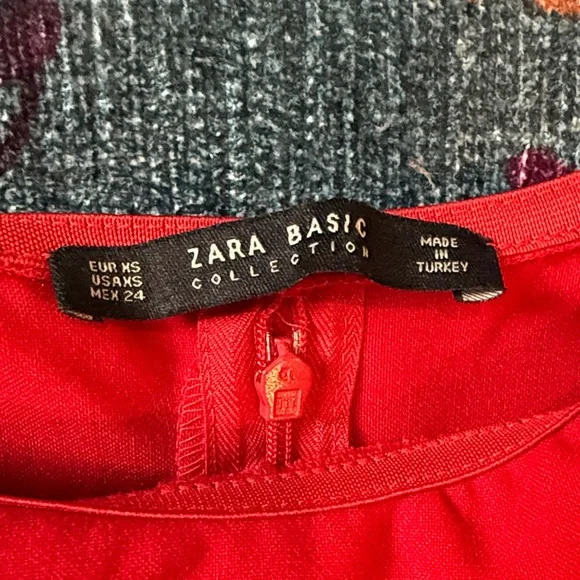 EUR XS
USA XS
MEX 24
ZARA BASIC
COLLECTION
MADE
IN
TURKEY